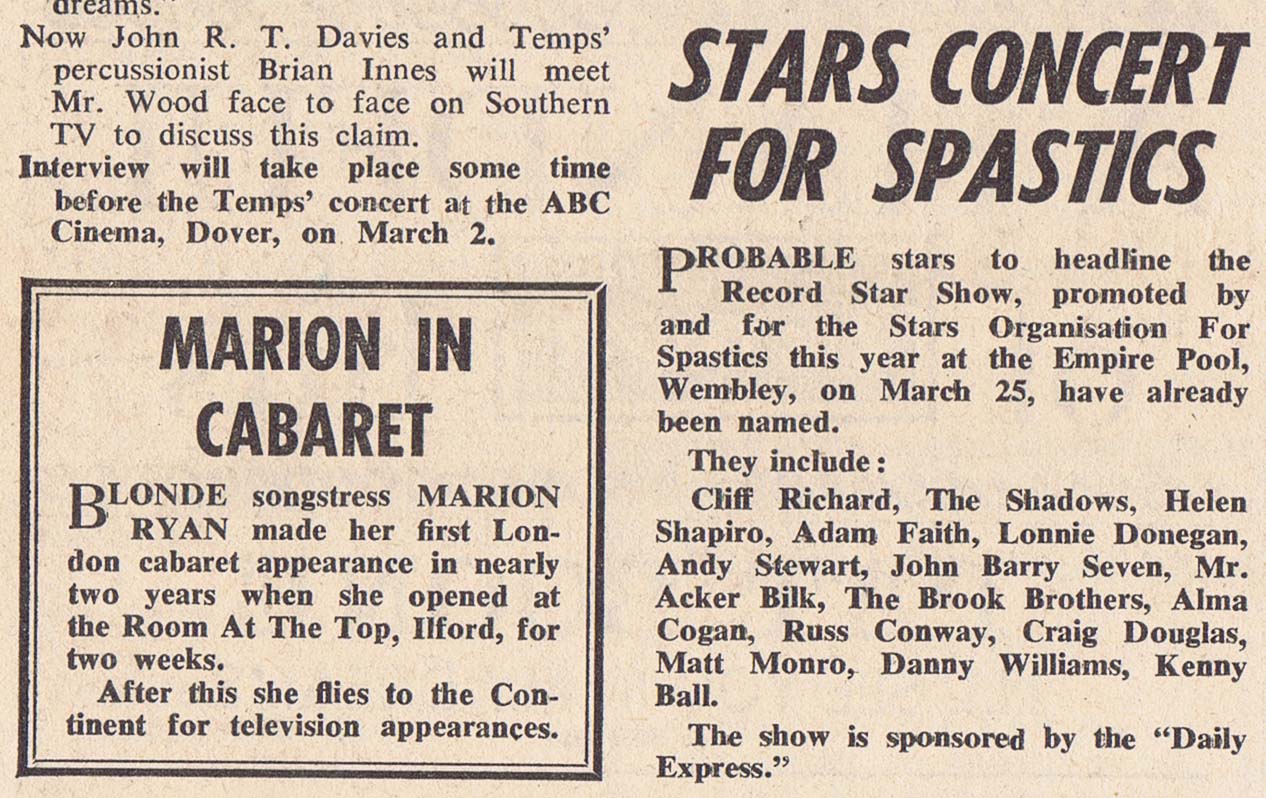 dreams."
Now John R. T. Davies and Temps'
percussionist Brian Innes will meet
Mr. Wood face to face on Southern
TV to discuss this claim.
Interview will take place some time
before the Temps' concert at the ABC
Cinema, Dover, on March 2.
MARION IN
CABARET
BLONDE songstress MARION
RYAN made her first Lon-
don cabaret appearance in nearly
two years when she opened at
the Room At The Top, Ilford, for
two weeks.
After this she flies to the Con-
tinent for television appearances.
STARS CONCERT
FOR SPASTICS
PROBABLE stars to headline the
Record Star Show, promoted by
and for the Stars Organisation For
Spastics this year at the Empire Pool,
Wembley, on March 25, have already
been named.
They include:
Cliff Richard, The Shadows, Helen
Shapiro, Adam Faith, Lonnie Donegan,
Andy Stewart, John Barry Seven, Mr.
Acker Bilk, The Brook Brothers, Alma
Cogan, Russ Conway, Craig Douglas,
Matt Monro, Danny Williams, Kenny
Ball.
The show is sponsored by the "Daily
Express."